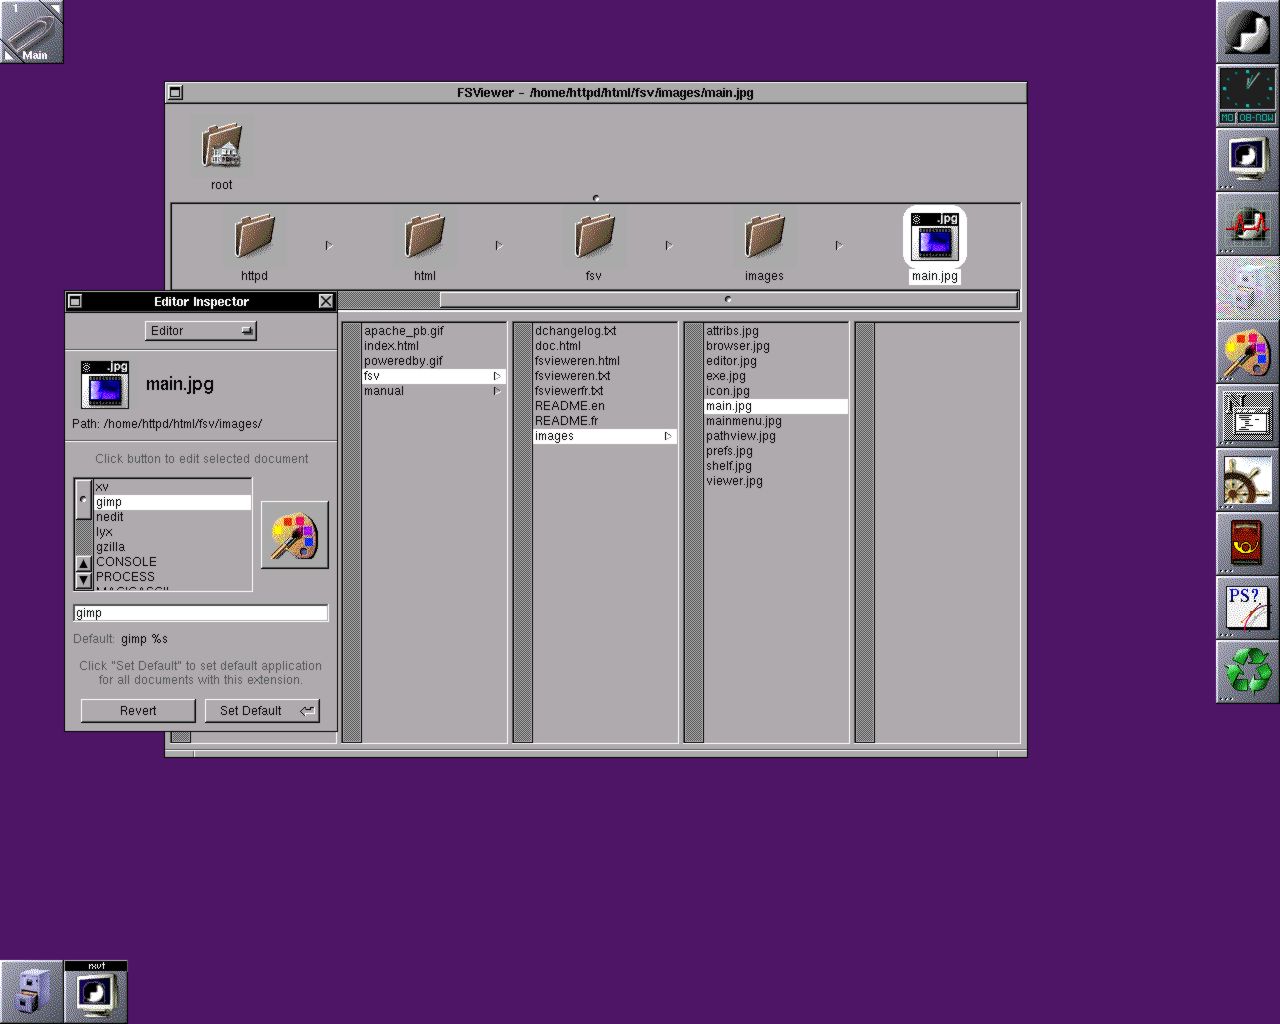 1
Main
FSViewer - /home/httpd/html/fsv/images/main.jpg
MO 08-NOV
root
httpd
html
fsv
images
.jpg
main.jpg
Editor Inspector
Editor
.jpg
main.jpg
Path: /home/httpd/html/fsv/images/
Click button to edit selected document
xv
gimp
nedit
lyx
gzilla
CONSOLE
PROCESS
gimp
Default: gimp %s
Click "Set Default" to set default application
for all documents with this extension.
Revert
Set Default
apache_pb.gif
index.html
poweredby.gif
fsv
manual
dchangelog.txt
doc.html
fsvieweren.html
fsvieweren.txt
fsviewerfr.txt
README.en
README.fr
images
attribs.jpg
browser.jpg
editor.jpg
exe.jpg
icon.jpg
main.jpg
mainmenu.jpg
pathview.jpg
prefs.jpg
shelf.jpg
viewer.jpg
N
PS?
rxvt